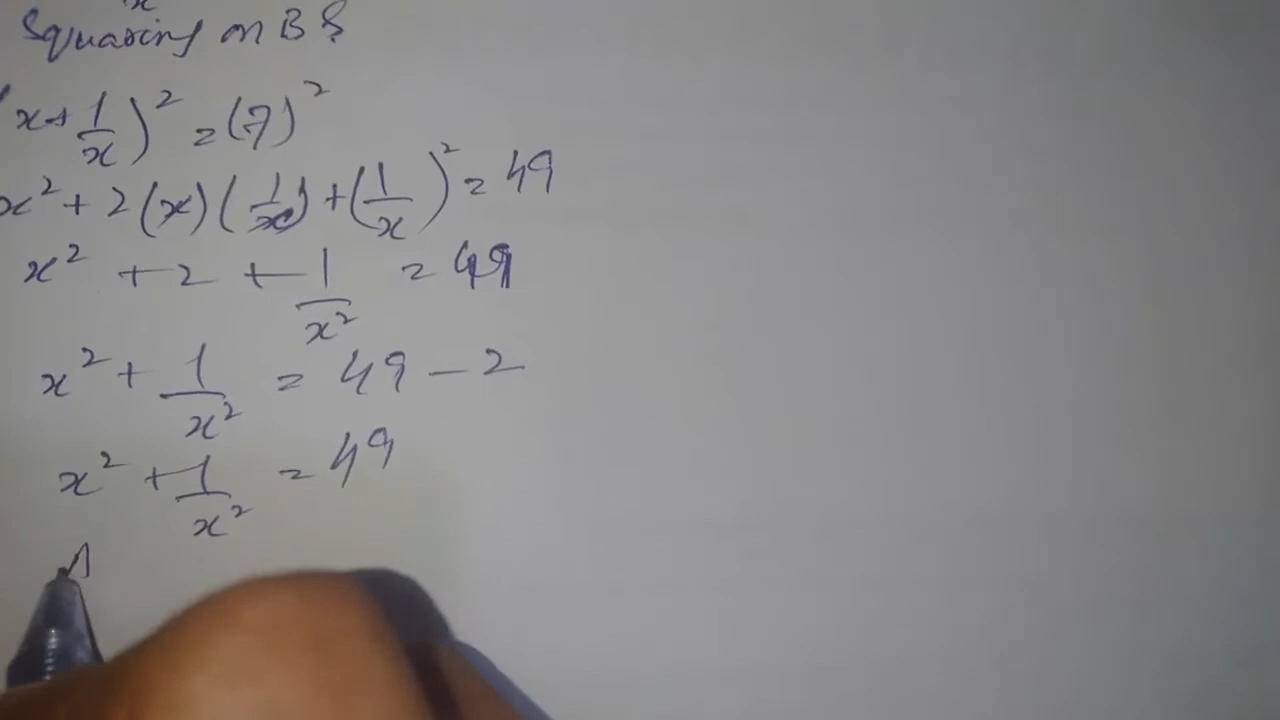 x
Squaring on B S
(x + 1/x)² = (7)²
x² + 2(x)(1/x) + (1/x)² = 49
x² + 2 + 1/x² = 49
x² + 1/x² = 49 - 2
x² + 1/x² = 49